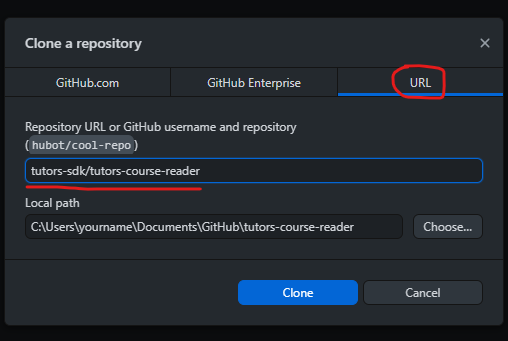 Clone a repository
GitHub.com
GitHub Enterprise
URL
Repository URL or GitHub username and repository
(hubot/cool-repo)
tutors-sdk/tutors-course-reader
Local path
C:\Users\yourname\Documents\GitHub\tutors-course-reader
Choose...
Clone
Cancel